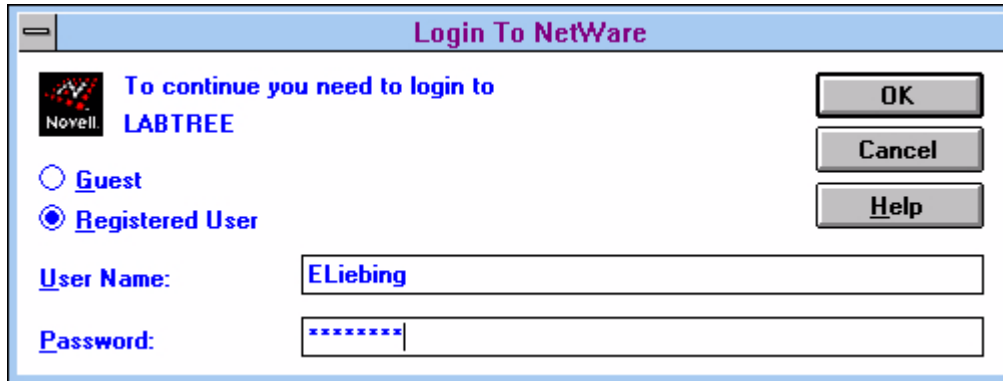 Login To NetWare
Novell.
To continue you need to login to
LABTREE
OK
Cancel
Help
Guest
Registered User
User Name:
ELiebing
Password:
********